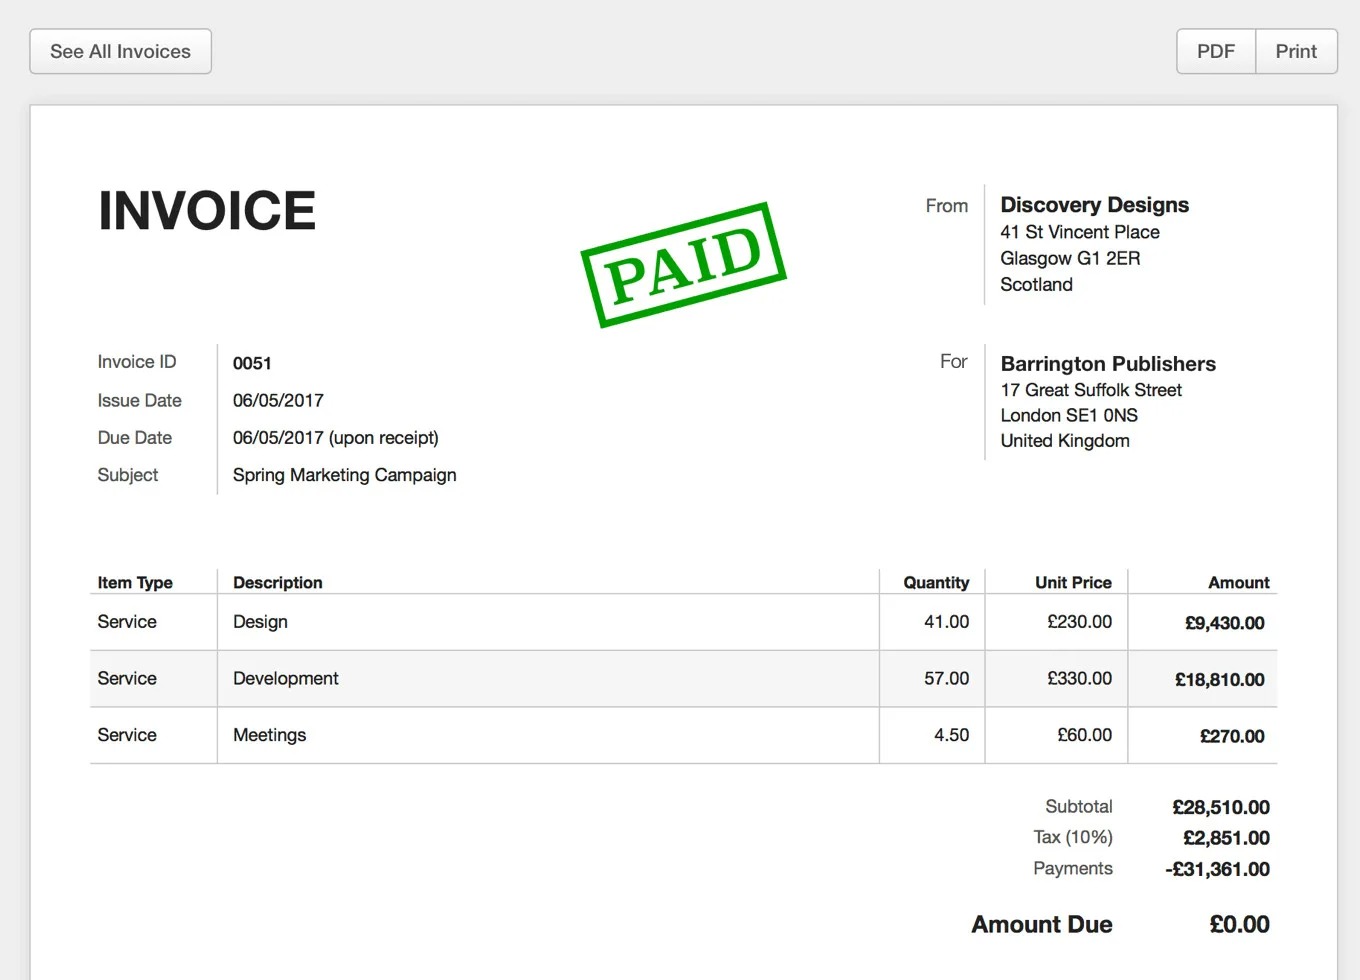 See All Invoices
PDF
Print
INVOICE
PAID
From
Discovery Designs
41 St Vincent Place
Glasgow G1 2ER
Scotland
Invoice ID 0051
Issue Date 06/05/2017
Due Date 06/05/2017 (upon receipt)
Subject Spring Marketing Campaign
For
Barrington Publishers
17 Great Suffolk Street
London SE1 0NS
United Kingdom
Item Type Description Quantity Unit Price Amount
Service Design 41.00 £230.00 £9,430.00
Service Development 57.00 £330.00 £18,810.00
Service Meetings 4.50 £60.00 £270.00
Subtotal £28,510.00
Tax (10%) £2,851.00
Payments -£31,361.00
Amount Due £0.00